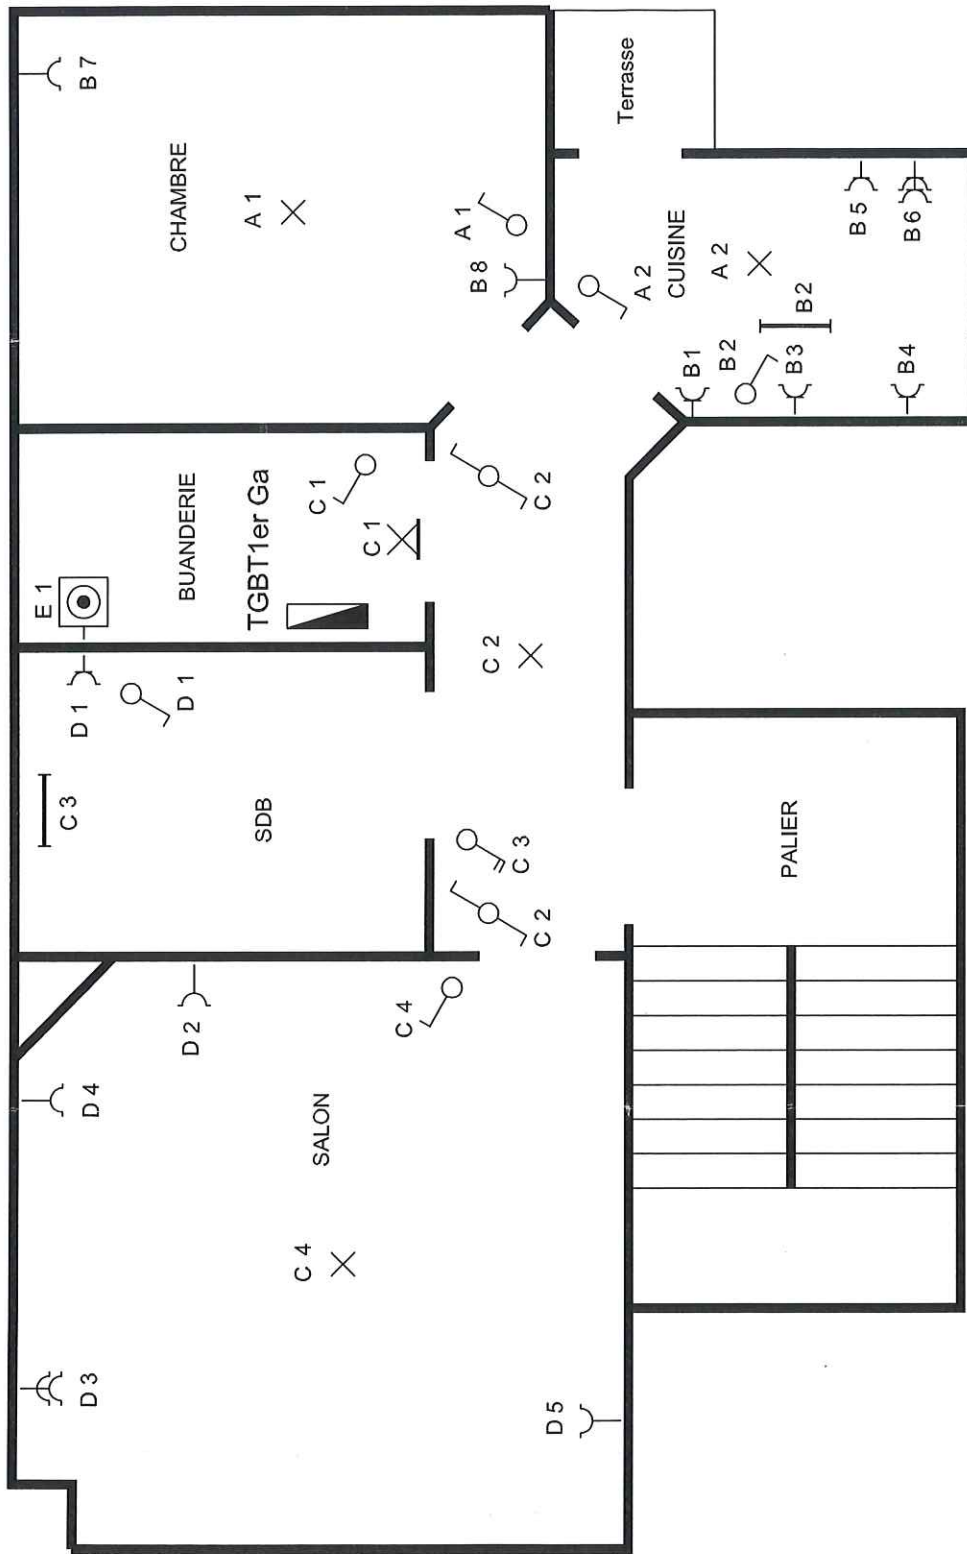 B 7
CHAMBRE
A 1
A 1
B 8
Terrasse
CUISINE
A 2
A 2
B 5
B 6
B 2
B 2
B 1
B 3
B 4
BUANDERIE
TGBT1er Ga
E 1
C 1
C 1
C 2
C 2
D 1
D 1
C 3
SDB
C 3
C 2
PALIER
D 2
C 4
D 4
SALON
C 4
D 3
D 5